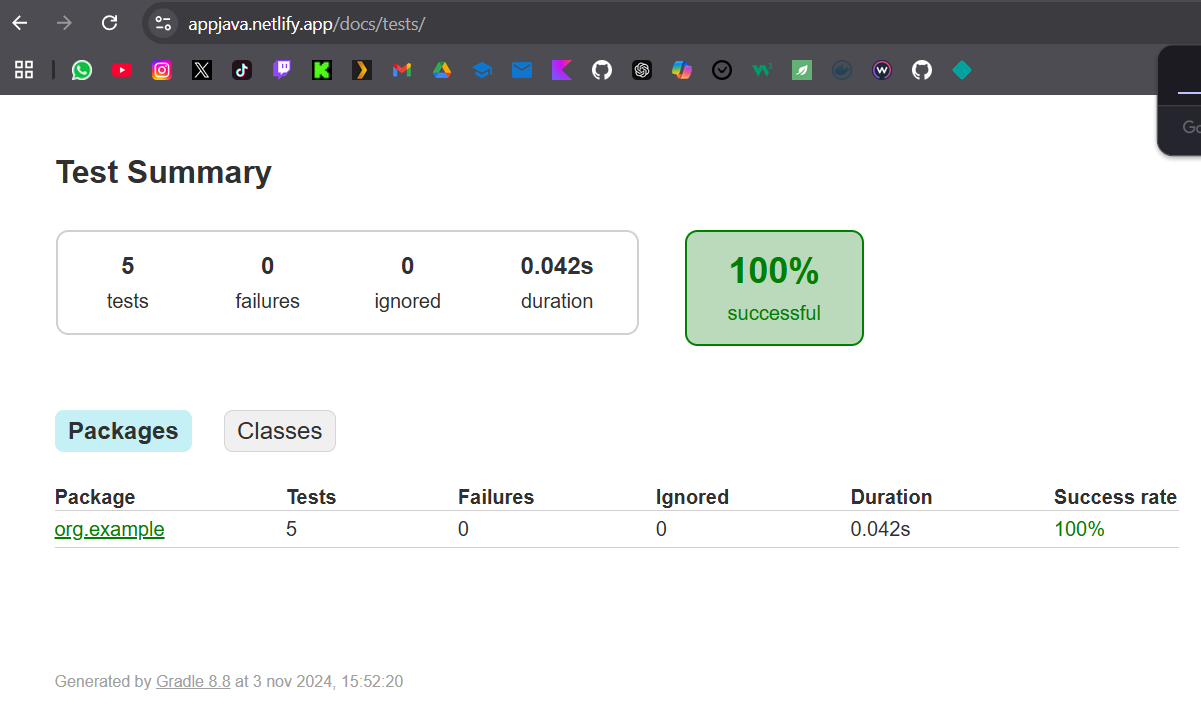 appjava.netlify.app/docs/tests/
Test Summary
5
tests
0
failures
0
ignored
0.042s
duration
100%
successful
Packages
Classes
Package Tests Failures Ignored Duration Success rate
org.example 5 0 0 0.042s 100%
Generated by Gradle 8.8 at 3 nov 2024, 15:52:20